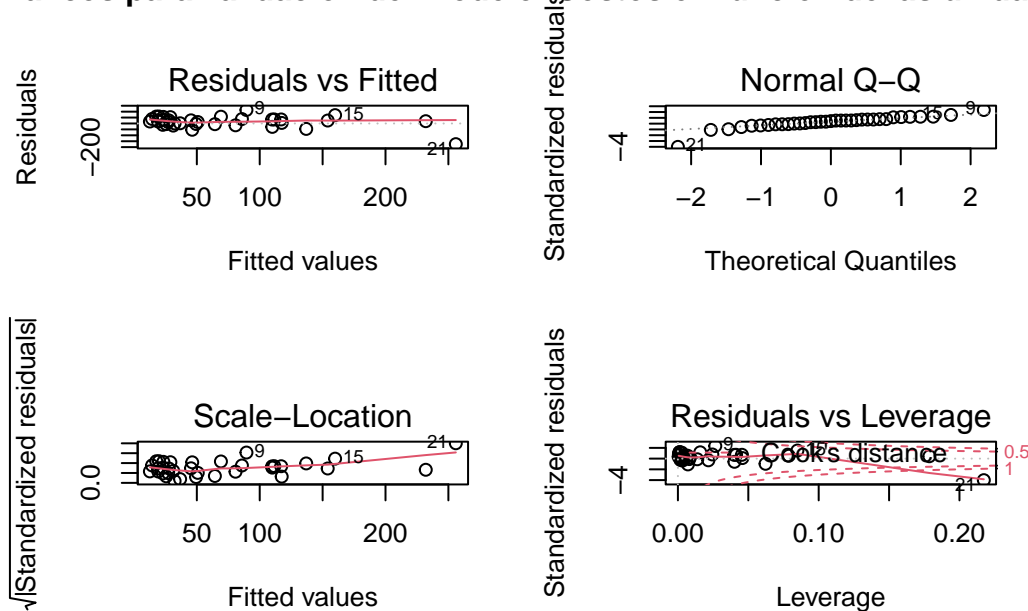 para
Residuals vs Fitted
Residuals
−200
9
15
21
50 100 200
Fitted values
Normal Q−Q
Standardized residuals
−4
21
15
9
−2 −1 0 1 2
Theoretical Quantiles
Scale−Location
√|Standardized residuals|
0.0
9
15
21
50 100 200
Fitted values
Residuals vs Leverage
Standardized residuals
−4
9
15
Cook's distance
21
0.5
1
0.00 0.10 0.20
Leverage